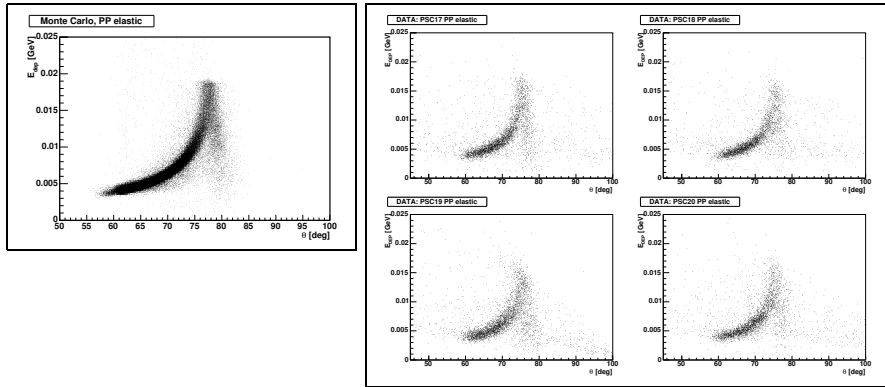 Monte Carlo, PP elastic
E_dep [GeV]
0.025
0.02
0.015
0.01
0.005
0
50 55 60 65 70 75 80 85 90 95 100
θ [deg]
DATA: PSC17 PP elastic
E_DEP [GeV]
0.025
0.02
0.015
0.01
0.005
0
50 60 70 80 90 100
θ [deg]
DATA: PSC18 PP elastic
E_DEP [GeV]
0.025
0.02
0.015
0.01
0.005
0
50 60 70 80 90 100
θ [deg]
DATA: PSC19 PP elastic
E_DEP [GeV]
0.025
0.02
0.015
0.01
0.005
0
50 60 70 80 90 100
θ [deg]
DATA: PSC20 PP elastic
E_DEP [GeV]
0.025
0.02
0.015
0.01
0.005
0
50 60 70 80 90 100
θ [deg]